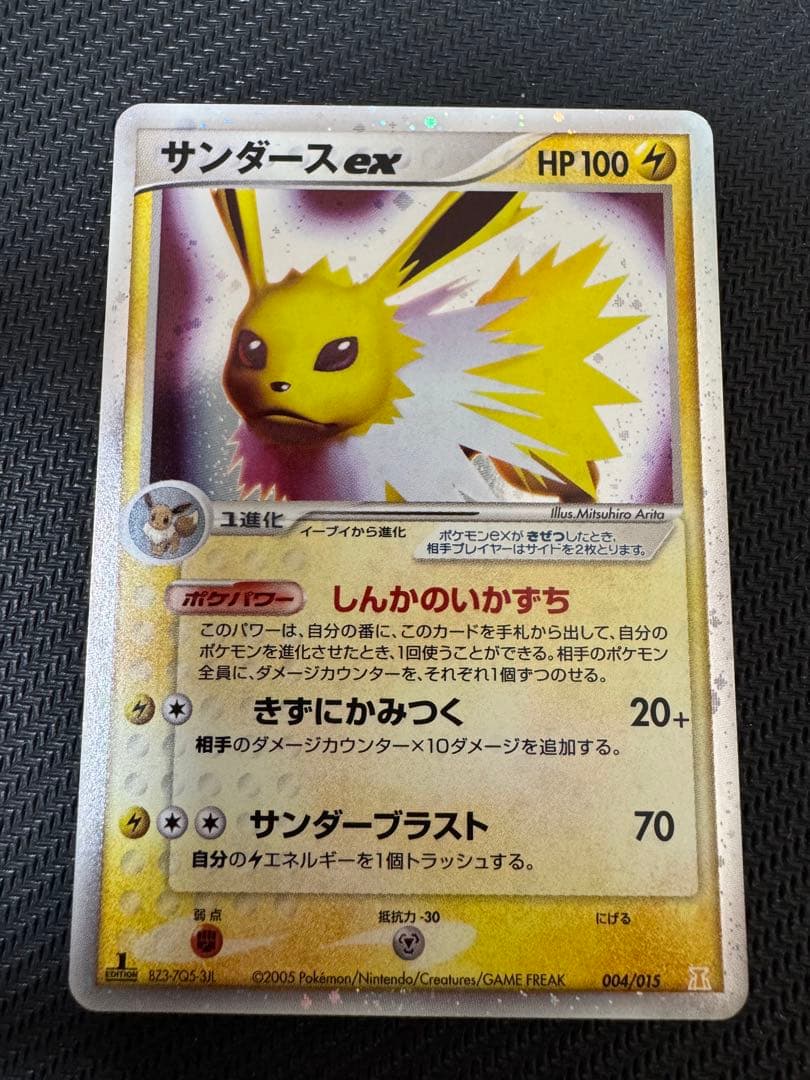 サンダースex HP100
Illus.Mitsuhiro Arita
1進化
イーブイから進化
ポケモンexが きぜつしたとき、
相手プレイヤーはサイドを2枚とります。
ポケパワー しんかのいかずち
このパワーは、自分の番に、このカードを手札から出して、自分の
ポケモンを進化させたとき、1回使うことができる。相手のポケモン
全員に、ダメージカウンターを、それぞれ1個ずつのせる。
きずにかみつく 20+
相手のダメージカウンター×10ダメージを追加する。
サンダーブラスト 70
自分のエネルギーを1個トラッシュする。
弱点 抵抗力 -30 にげる
1 EDITION 8Z3-7Q5-3JL ©2005 Pokémon/Nintendo/Creatures/GAME FREAK 004/015